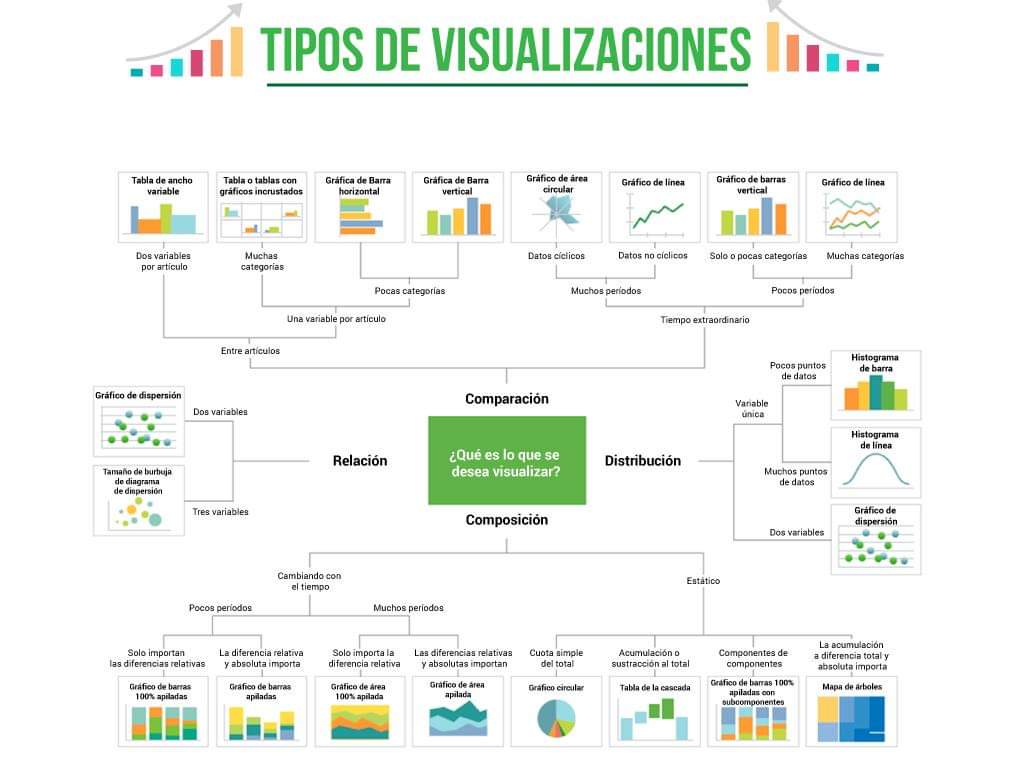 TIPOS DE VISUALIZACIONES
Tabla de ancho
variable
Tabla o tablas con
gráficos incrustados
Gráfica de Barra
horizontal
Gráfica de Barra
vertical
Gráfico de área
circular
Gráfico de línea
Gráfico de barras
vertical
Gráfico de línea
Dos variables
por artículo
Muchas
categorías
Datos cíclicos
Datos no cíclicos
Solo o pocas categorías
Muchas categorías
Pocas categorías
Muchos períodos
Pocos períodos
Una variable por artículo
Tiempo extraordinario
Entre artículos
Comparación
Gráfico de dispersión
Dos variables
Tamaño de burbuja
de diagrama
de dispersión
Tres variables
Relación
¿Qué es lo que se
desea visualizar?
Distribución
Variable
única
Pocos puntos
de datos
Histograma
de barra
Muchos puntos
de datos
Histograma
de línea
Dos variables
Gráfico de
dispersión
Composición
Cambiando con
el tiempo
Estático
Pocos períodos
Muchos períodos
Solo importan
las diferencias relativas
La diferencia relativa
y absoluta importa
Solo importa la
diferencia relativa
Las diferencias relativas
y absolutas importan
Cuota simple
del total
Acumulación o
sustracción al total
Componentes de
componentes
La acumulación
a diferencia total y
absoluta importa
Gráfico de barras
100% apiladas
Gráfico de barras
apiladas
Gráfico de área
100% apilada
Gráfico de área
apilada
Gráfico circular
Tabla de la cascada
Gráfico de barras 100%
apiladas con
subcomponentes
Mapa de árboles